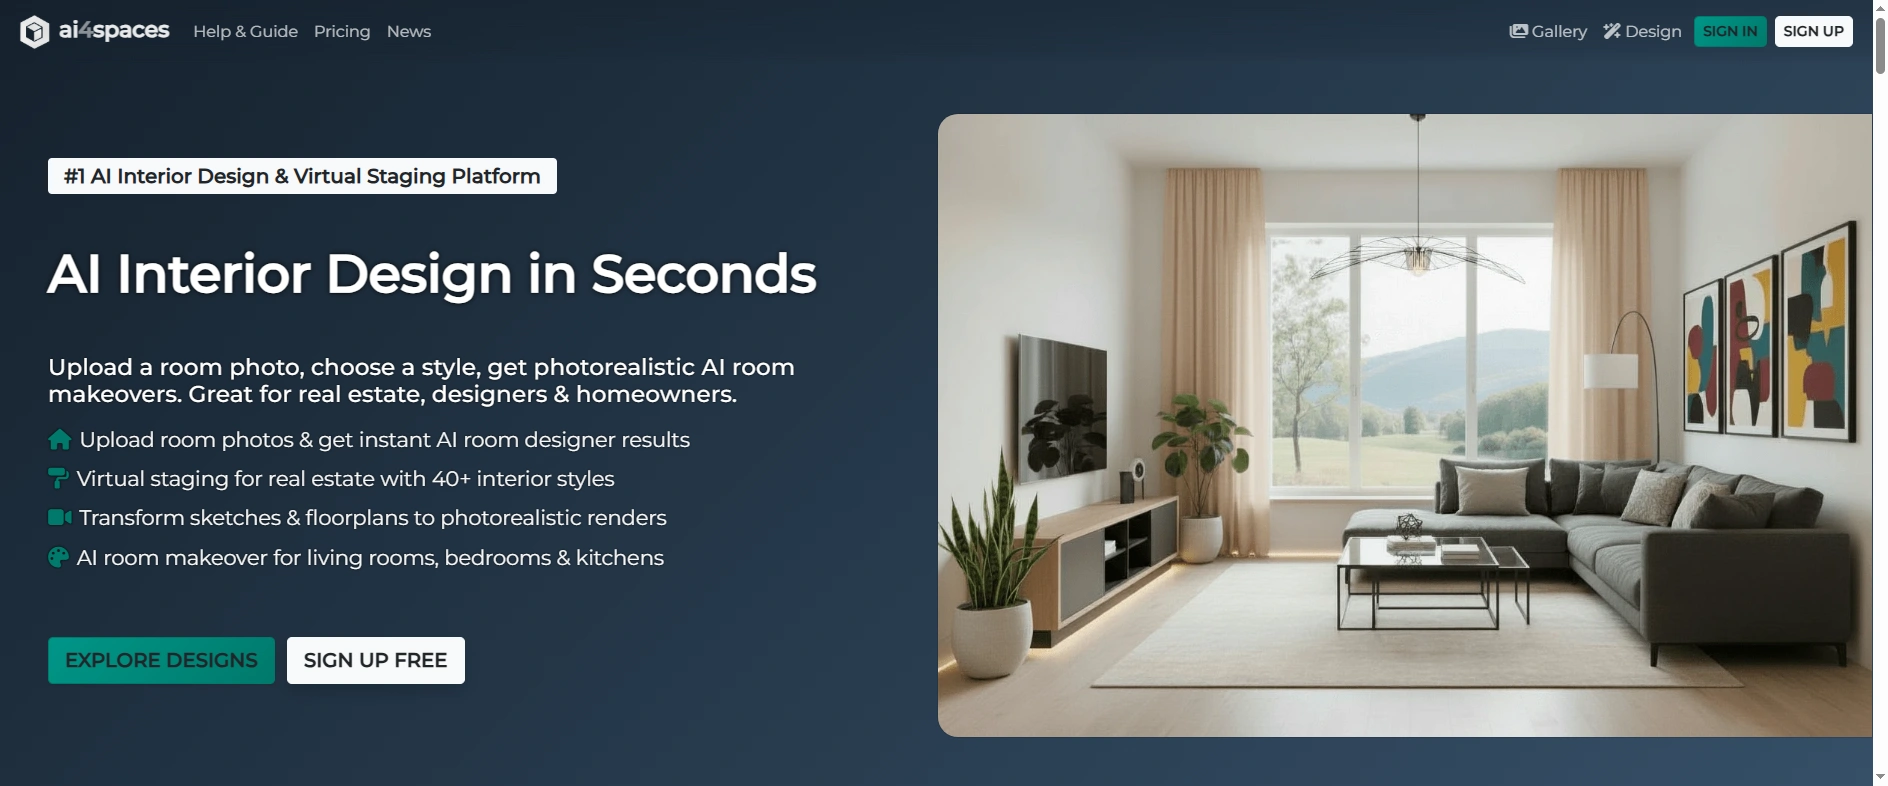 ai4spaces
Help & Guide
Pricing
News
Gallery
Design
SIGN IN
SIGN UP
#1 AI Interior Design & Virtual Staging Platform
AI Interior Design in Seconds
Upload a room photo, choose a style, get photorealistic AI room
makeovers. Great for real estate, designers & homeowners.
Upload room photos & get instant AI room designer results
Virtual staging for real estate with 40+ interior styles
Transform sketches & floorplans to photorealistic renders
AI room makeover for living rooms, bedrooms & kitchens
EXPLORE DESIGNS
SIGN UP FREE